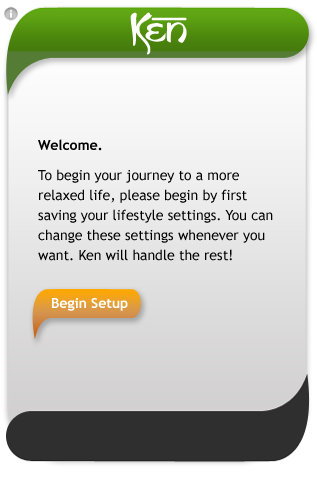 Ken
Welcome.
To begin your journey to a more
relaxed life, please begin by first
saving your lifestyle settings. You can
change these settings whenever you
want. Ken will handle the rest!
Begin Setup